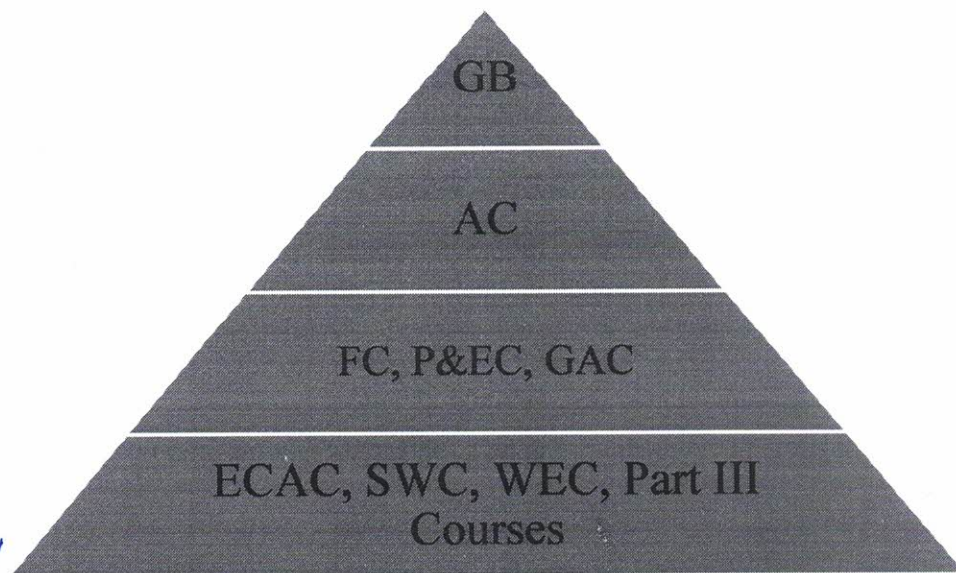 GB
AC
FC, P&EC, GAC
ECAC, SWC, WEC, Part III
Courses